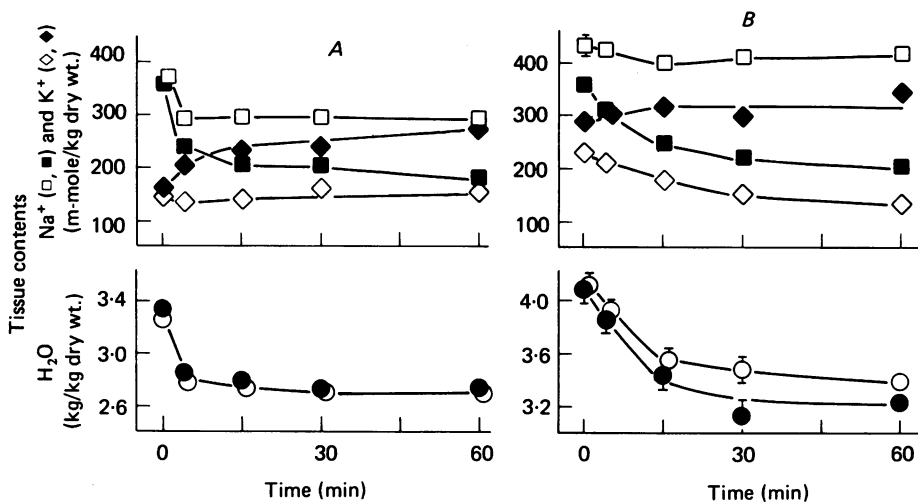 A
B
Tissue contents
Na⁺ (□, ■) and K⁺ (◇, ◆)
(m-mole/kg dry wt.)
400
300
200
100
400
300
200
100
H₂O
(kg/kg dry wt.)
3·4
3·0
2·6
4·0
3·6
3·2
0
30
60
0
30
60
Time (min)
Time (min)